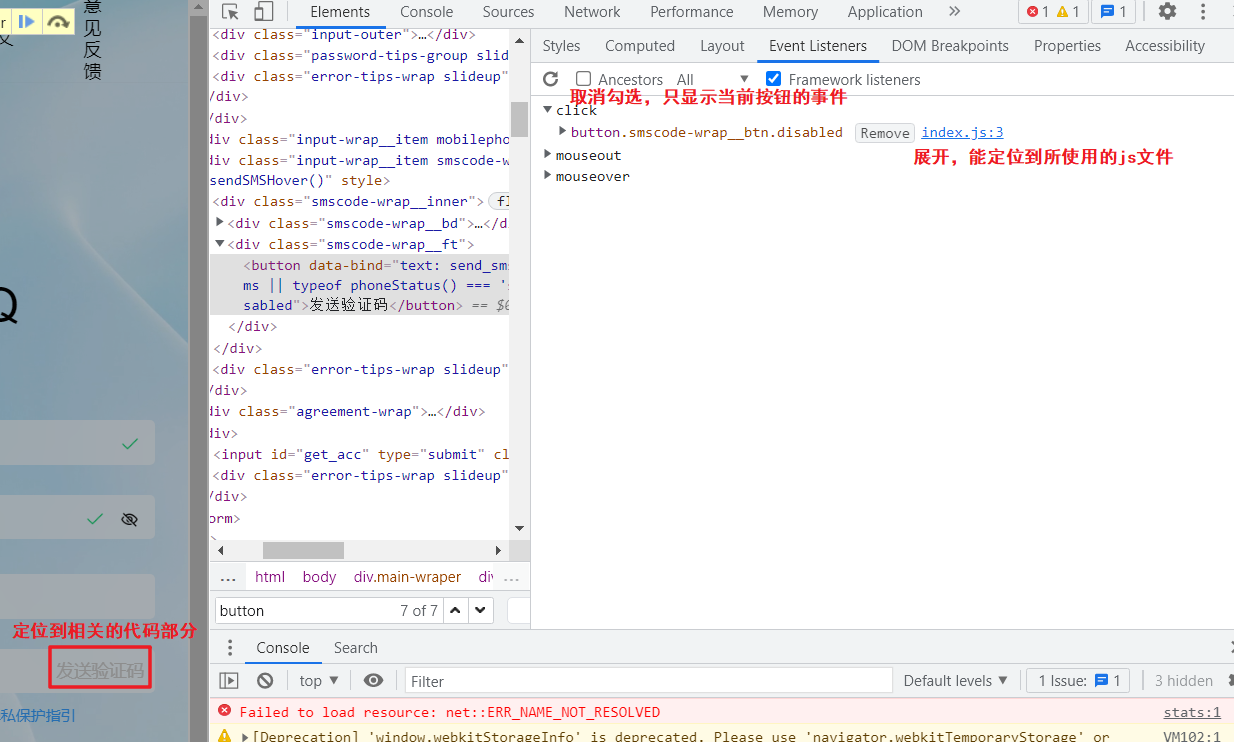 r
意
见
反
馈
Q
定位到相关的代码部分
发送验证码
私保护指引
Elements Console Sources Network Performance Memory Application » 1 1 1
<div class="input-outer">…</div>
<div class="password-tips-group slid
<div class="error-tips-wrap slideup"
/div>
/div>
div class="input-wrap__item mobilepho
div class="input-wrap__item smscode-w
sendSMSHover()" style>
<div class="smscode-wrap__inner"> fl
<div class="smscode-wrap__bd">…</d
<div class="smscode-wrap__ft">
<button data-bind="text: send_sms
ms || typeof phoneStatus() === 's
sabled">发送验证码</button> == $0
</div>
</div>
<div class="error-tips-wrap slideup"
/div>
div class="agreement-wrap">…</div>
div>
<input id="get_acc" type="submit" cl
<div class="error-tips-wrap slideup"
/div>
orm>
>
… html body div.main-wraper div …
button 7 of 7
Styles Computed Layout Event Listeners DOM Breakpoints Properties Accessibility
Ancestors All ▼ Framework listeners
取消勾选，只显示当前按钮的事件
click
button.smscode-wrap__btn.disabled Remove index.js:3
展开，能定位到所使用的js文件
mouseout
mouseover
Console Search
top ▼ Filter Default levels ▼ 1 Issue: 1 3 hidden
Failed to load resource: net::ERR_NAME_NOT_RESOLVED stats:1
[Deprecation] 'window.webkitStorageInfo' is deprecated. Please use 'navigator.webkitTemporaryStorage' or VM102:1